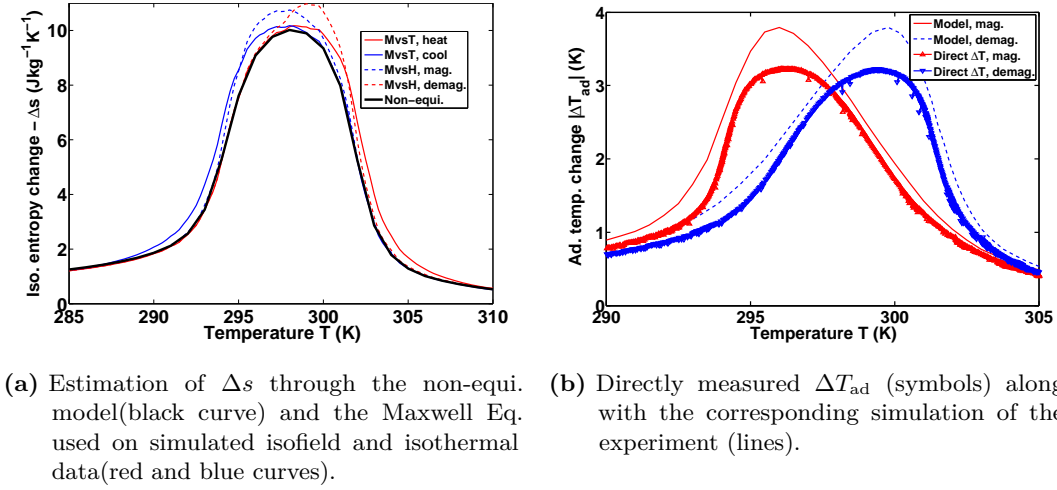 Iso. entropy change – Δs (Jkg⁻¹K⁻¹)
10
8
6
4
2
0
285
290
295
300
305
310
Temperature T (K)
MvsT, heat
MvsT, cool
MvsH, mag.
MvsH, demag.
Non–equi.
Ad. temp. change |ΔT_ad| (K)
4
3
2
1
0
290
295
300
305
Temperature T (K)
Model, mag.
Model, demag.
Direct ΔT, mag.
Direct ΔT, demag.
(a) Estimation of Δs through the non-equi.
model(black curve) and the Maxwell Eq.
used on simulated isofield and isothermal
data(red and blue curves).
(b) Directly measured ΔT_ad (symbols) along
with the corresponding simulation of the
experiment (lines).